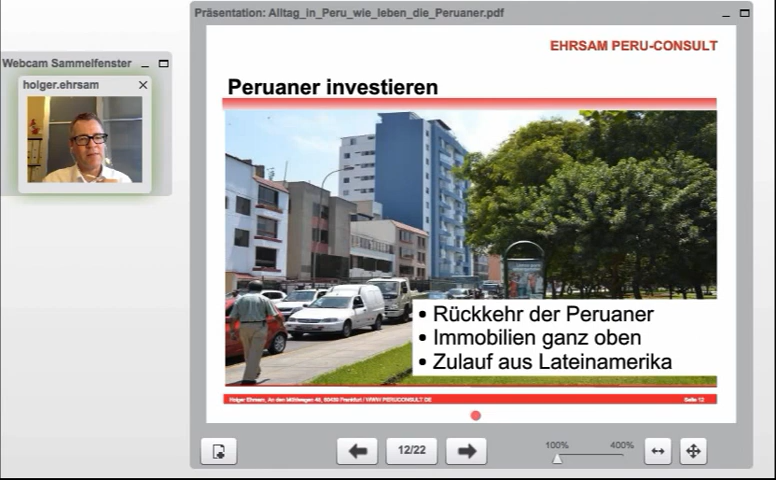 Präsentation: Alltag_in_Peru_wie_leben_die_Peruaner.pdf
Webcam Sammelfenster
holger.ehrsam
EHRSAM PERU-CONSULT
Peruaner investieren
• Rückkehr der Peruaner
• Immobilien ganz oben
• Zulauf aus Lateinamerika
Holger Ehrsam, An den Mühlwegen 48, 60439 Frankfurt / WWW.PERUCONSULT.DE
Seite 12
12/22
100%
400%